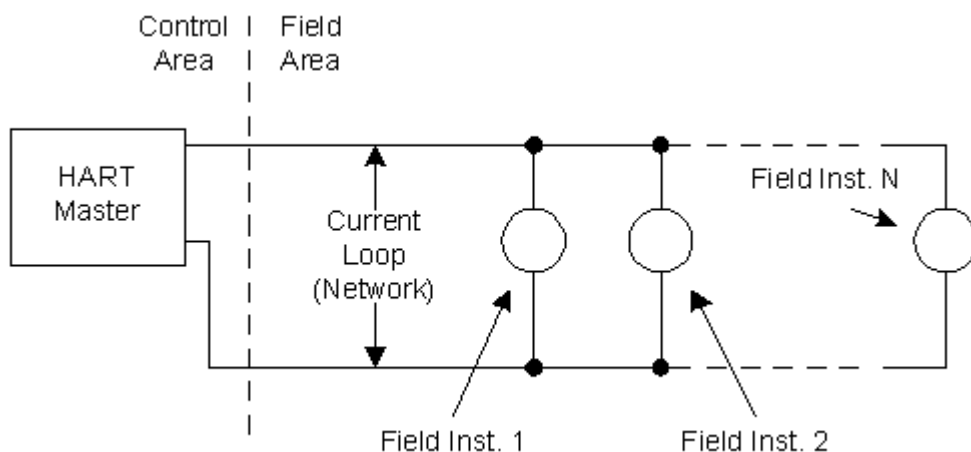 Control
Area
Field
Area
HART
Master
Current
Loop
(Network)
Field Inst. N
Field Inst. 1
Field Inst. 2